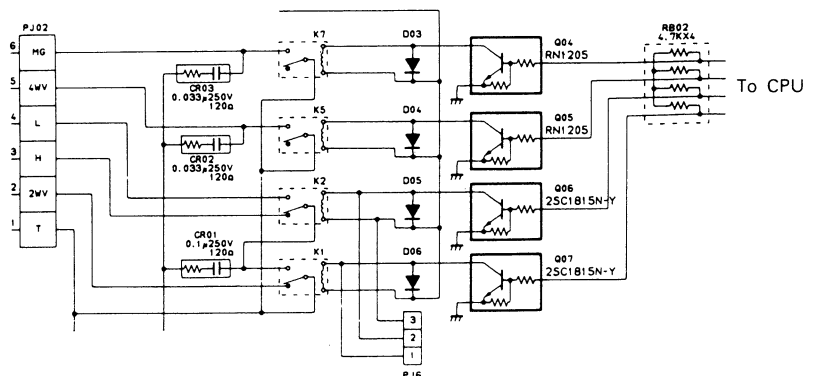 PJ02
6 MG
5 4WV
4 L
3 H
2 2WV
1 T
CR03
0.033μ250V
120Ω
CR02
0.033μ250V
120Ω
CR01
0.1μ250V
120Ω
K7
K5
K2
K1
D03
D04
D05
D06
Q04
RN1205
Q05
RN1205
Q06
2SC1815N-Y
Q07
2SC1815N-Y
RB02
4.7KX4
To CPU
3
2
1
PJ6